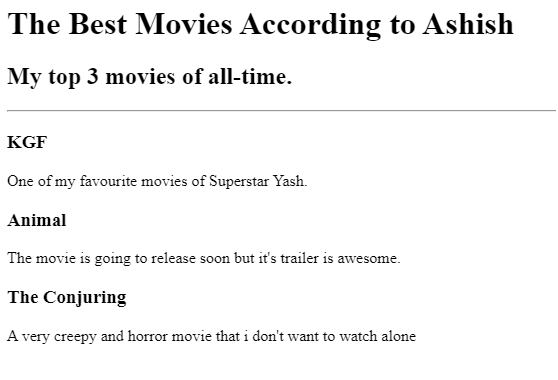 The Best Movies According to Ashish
My top 3 movies of all-time.
KGF
One of my favourite movies of Superstar Yash.
Animal
The movie is going to release soon but it's trailer is awesome.
The Conjuring
A very creepy and horror movie that i don't want to watch alone